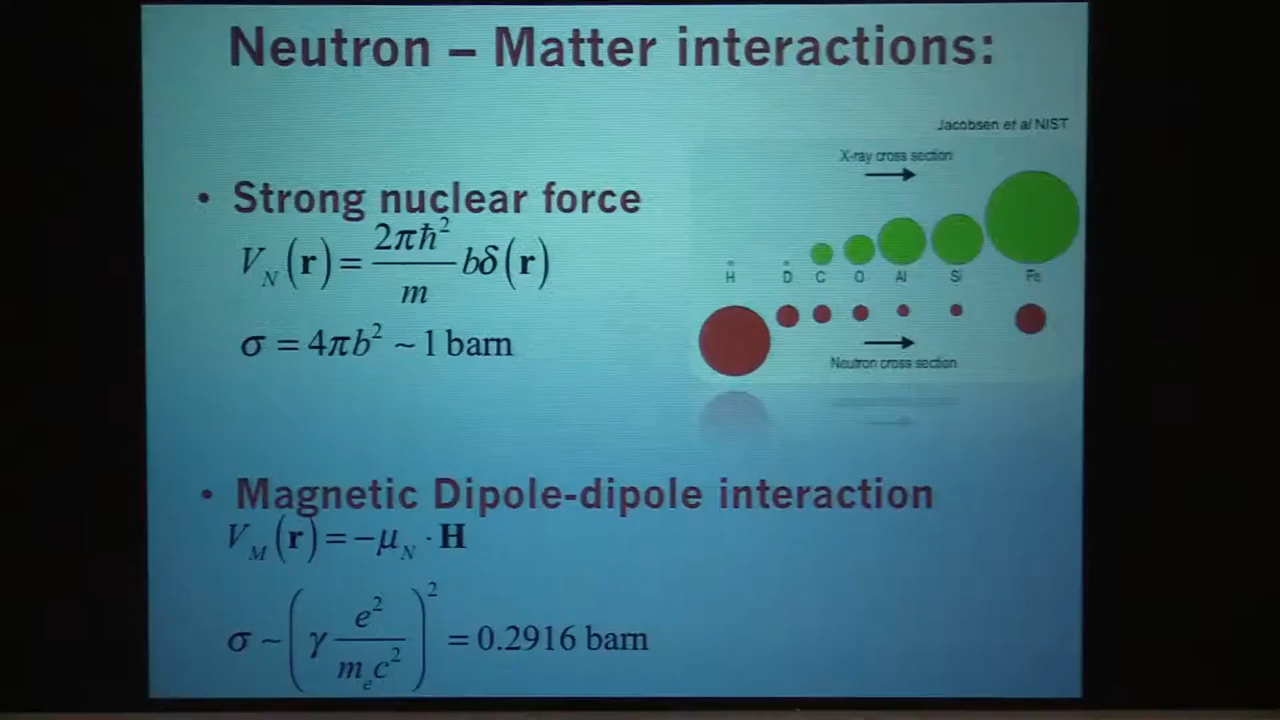 Neutron – Matter interactions:
Jacobsen et al NIST
X-ray cross section
• Strong nuclear force
V_N(r) = 2πħ²/m bδ(r)
σ = 4πb² ~ 1 barn
H D C O Al Si Fe
Neutron cross section
• Magnetic Dipole-dipole interaction
V_M(r) = −μ_N · H
σ ~ (γ e²/m_e c²)² = 0.2916 barn